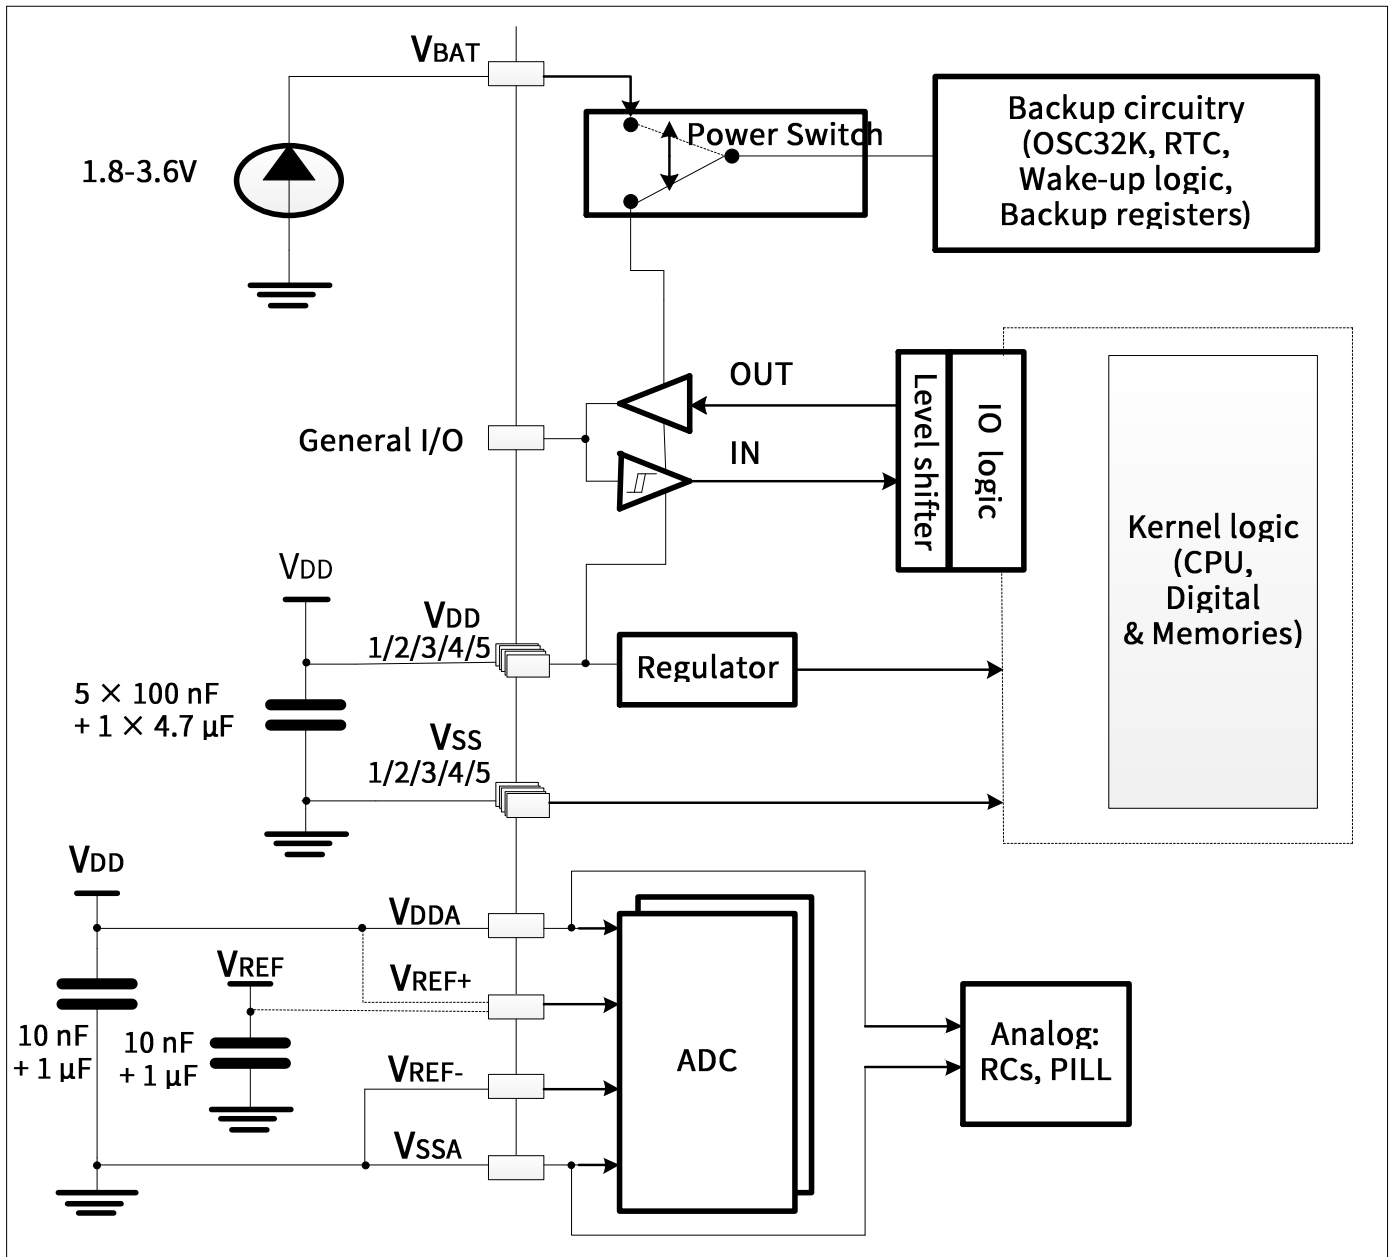 VBAT
Power Switch
1.8-3.6V
Backup circuitry
(OSC32K, RTC,
Wake-up logic,
Backup registers)
OUT
General I/O
IN
Level shifter
IO logic
Kernel logic
(CPU,
Digital
& Memories)
VDD
VDD
1/2/3/4/5
Regulator
5 × 100 nF
+ 1 × 4.7 μF
VSS
1/2/3/4/5
VDD
VDDA
VREF
VREF+
10 nF
+ 1 μF
10 nF
+ 1 μF
VREF-
VSSA
ADC
Analog:
RCs, PILL